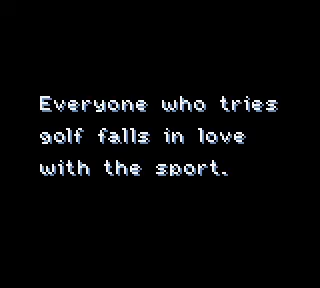 Everyone who tries
golf falls in love
with the sport.